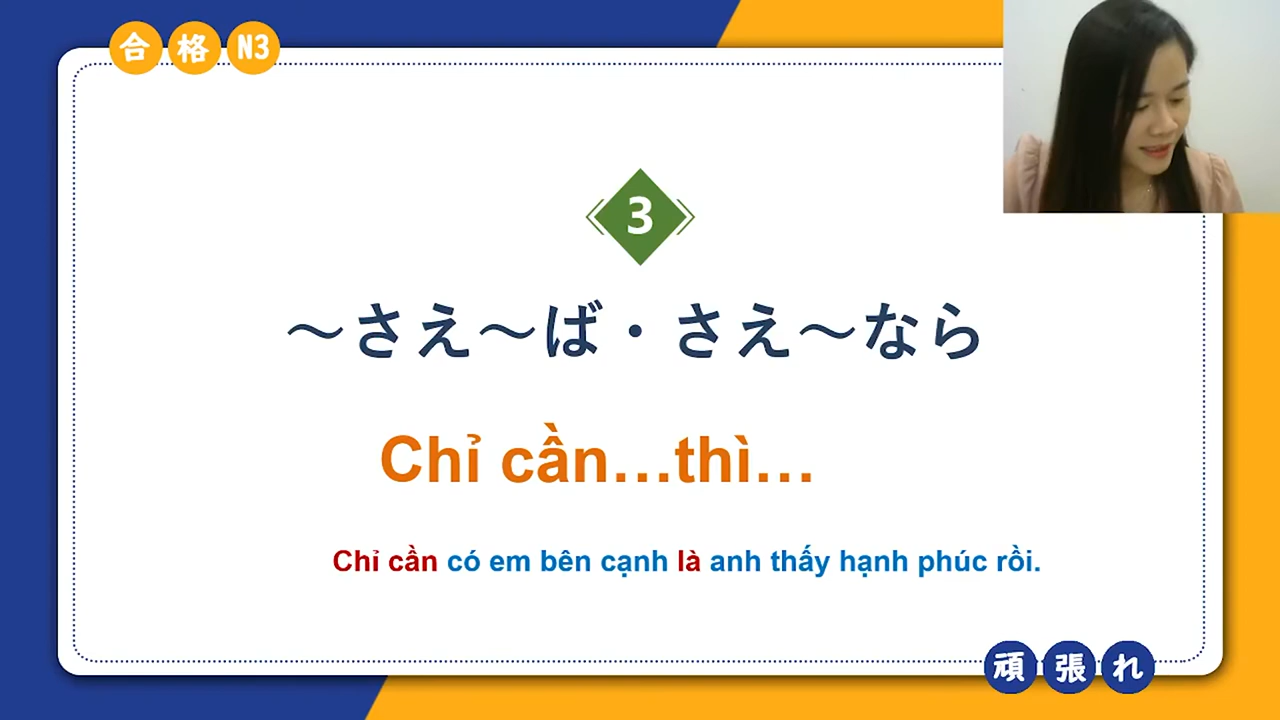 合格N3
3
～さえ～ば・さえ～なら
Chỉ cần…thì…
Chỉ cần có em bên cạnh là anh thấy hạnh phúc rồi.
頑張れ